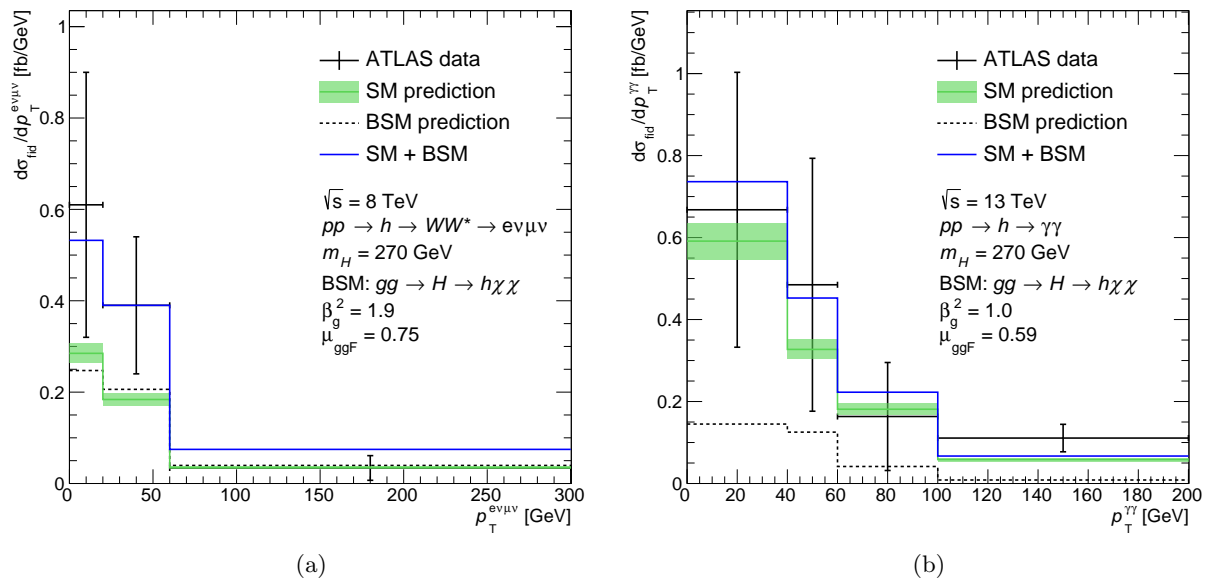 dσ_fid/dp_T^{eνμν} [fb/GeV]
1
0.8
0.6
0.4
0.2
0
ATLAS data
SM prediction
BSM prediction
SM + BSM
√s = 8 TeV
pp → h → WW* → eνμν
m_H = 270 GeV
BSM: gg → H → hχχ
β_g^2 = 1.9
μ_ggF = 0.75
0 50 100 150 200 250 300
p_T^{eνμν} [GeV]
(a)
dσ_fid/dp_T^{γγ} [fb/GeV]
1
0.8
0.6
0.4
0.2
0
ATLAS data
SM prediction
BSM prediction
SM + BSM
√s = 13 TeV
pp → h → γγ
m_H = 270 GeV
BSM: gg → H → hχχ
β_g^2 = 1.0
μ_ggF = 0.59
0 20 40 60 80 100 120 140 160 180 200
p_T^{γγ} [GeV]
(b)